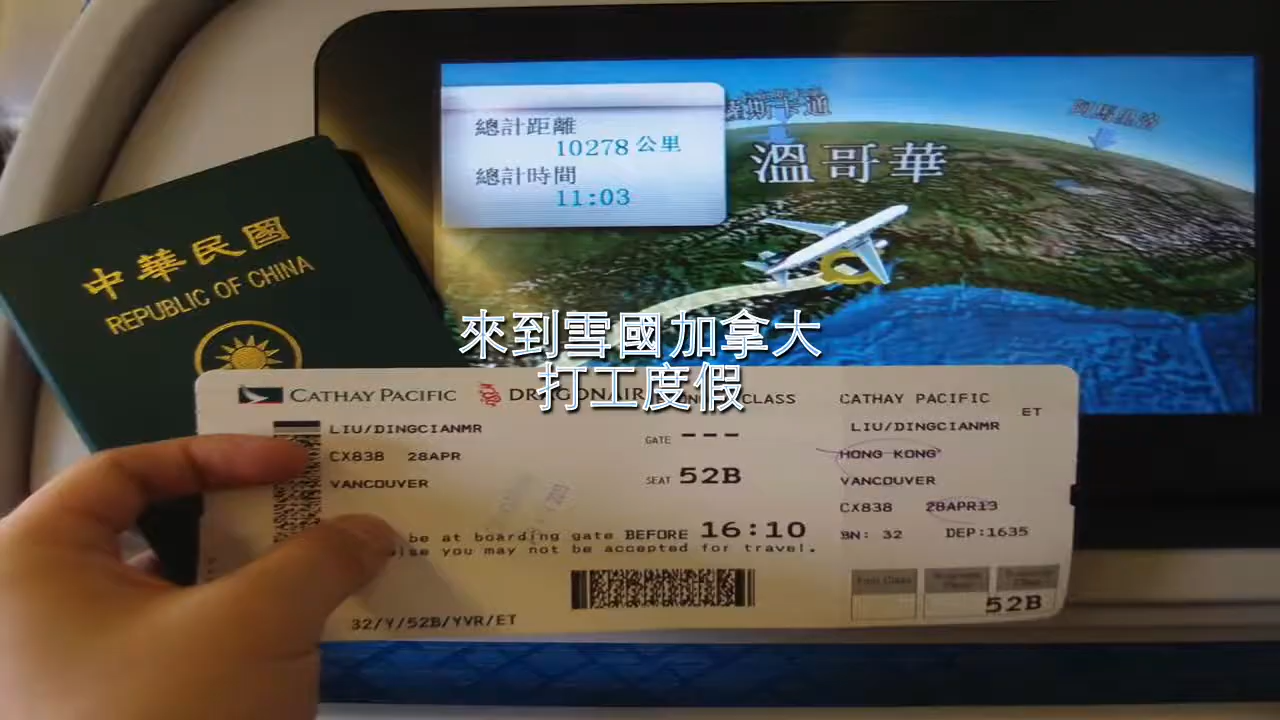 總計距離
10278 公里
總計時間
11:03
溫哥華
中華民國
REPUBLIC OF CHINA
來到雪國加拿大
打工度假
CATHAY PACIFIC
CLASS
CATHAY PACIFIC
ET
LIU/DINGCIANMR
LIU/DINGCIANMR
GATE ---
CX838 28APR
HONG KONG
SEAT 52B
VANCOUVER
VANCOUVER
CX838 28APR13
be at boarding gate BEFORE 16:10
BN: 32 DEP:1635
you may not be accepted for travel.
52B
32/Y/52B/YVR/ET